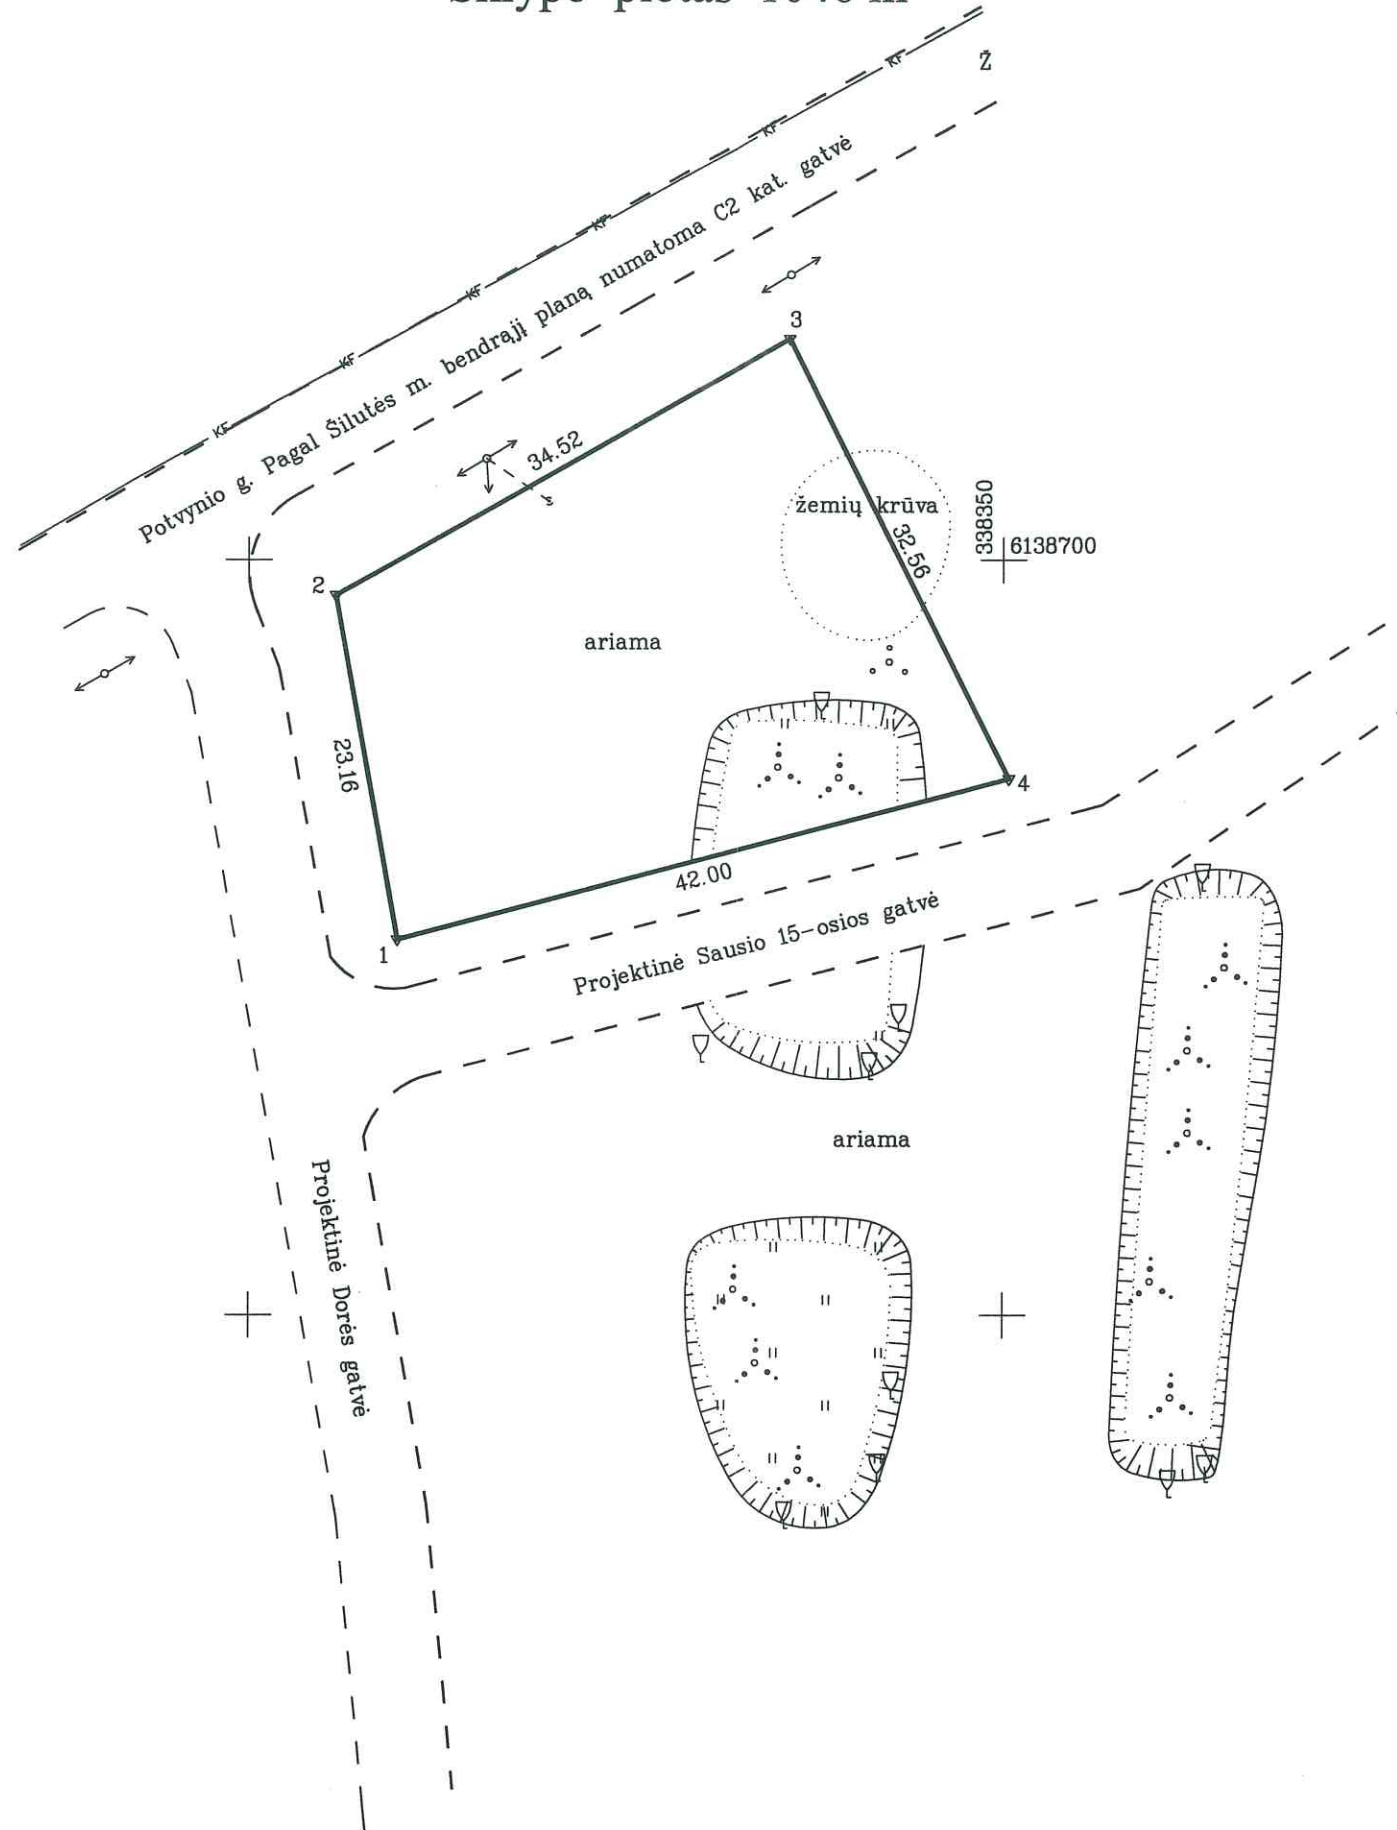 Potvynio g. Pagal Šilutės m. bendrąjį planą numatoma C2 kat. gatvė
Ž
KF
KF
KF
KF
KF
KF
3
34.52
žemių krūva
32.56
338350
6138700
2
ariama
23.16
4
42.00
1
Projektinė Sausio 15-osios gatvė
ariama
Projektinė Dorės gatvė